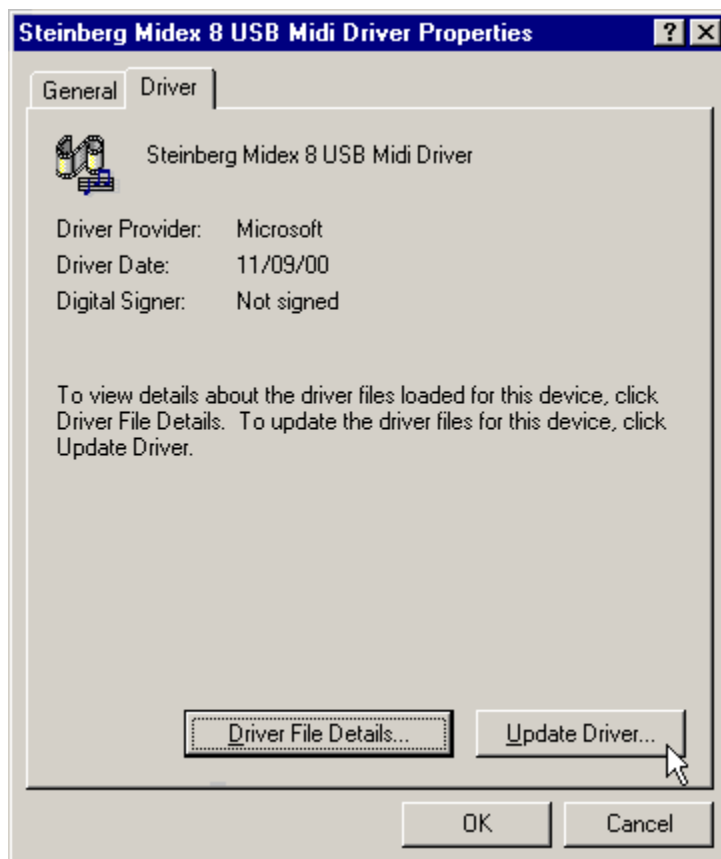 Steinberg Midex 8 USB Midi Driver Properties
General Driver
Steinberg Midex 8 USB Midi Driver
Driver Provider: Microsoft
Driver Date: 11/09/00
Digital Signer: Not signed
To view details about the driver files loaded for this device, click
Driver File Details.  To update the driver files for this device, click
Update Driver.
Driver File Details... Update Driver...
OK Cancel